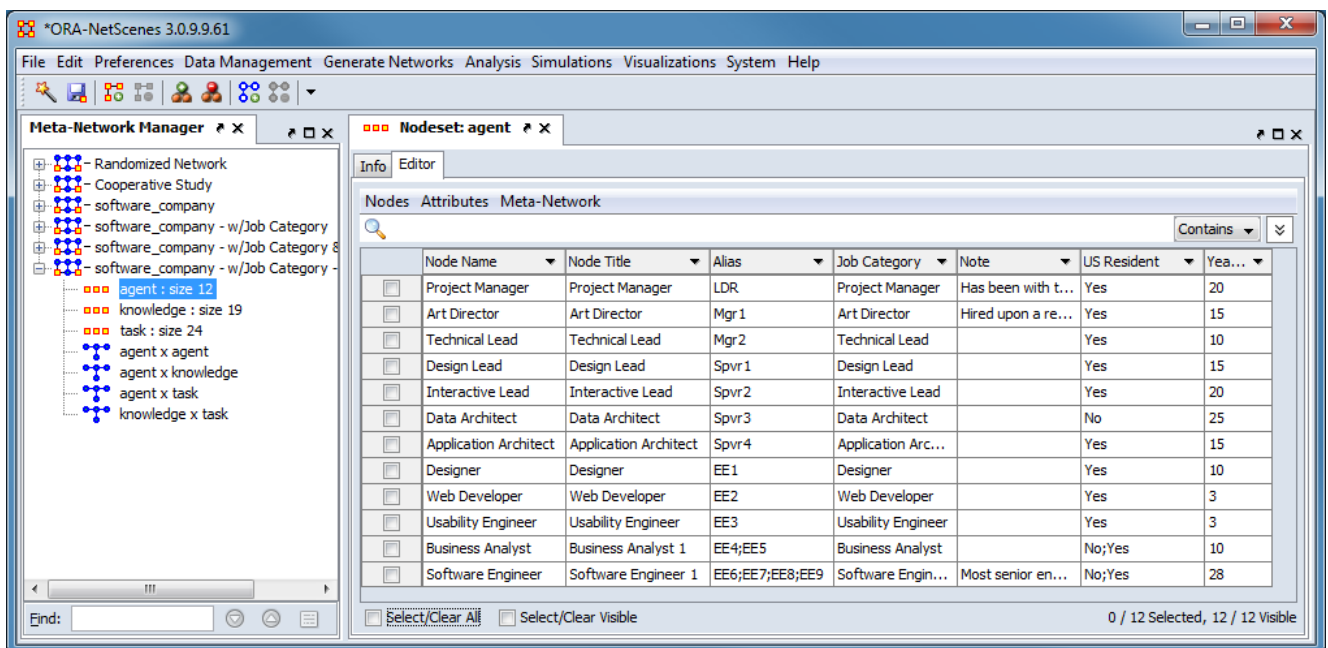 *ORA-NetScenes 3.0.9.9.61
File Edit Preferences Data Management Generate Networks Analysis Simulations Visualizations System Help
Meta-Network Manager
Nodeset: agent
- Randomized Network
- Cooperative Study
- software_company
- software_company - w/Job Category
- software_company - w/Job Category &
- software_company - w/Job Category -
agent : size 12
knowledge : size 19
task : size 24
agent x agent
agent x knowledge
agent x task
knowledge x task
Find:
Info Editor
Nodes Attributes Meta-Network
Contains
Node Name Node Title Alias Job Category Note US Resident Yea...
Project Manager Project Manager LDR Project Manager Has been with t... Yes 20
Art Director Art Director Mgr1 Art Director Hired upon a re... Yes 15
Technical Lead Technical Lead Mgr2 Technical Lead Yes 10
Design Lead Design Lead Spvr1 Design Lead Yes 15
Interactive Lead Interactive Lead Spvr2 Interactive Lead Yes 20
Data Architect Data Architect Spvr3 Data Architect No 25
Application Architect Application Architect Spvr4 Application Arc... Yes 15
Designer Designer EE1 Designer Yes 10
Web Developer Web Developer EE2 Web Developer Yes 3
Usability Engineer Usability Engineer EE3 Usability Engineer Yes 3
Business Analyst Business Analyst 1 EE4;EE5 Business Analyst No;Yes 10
Software Engineer Software Engineer 1 EE6;EE7;EE8;EE9 Software Engin... Most senior en... No;Yes 28
Select/Clear All Select/Clear Visible 0 / 12 Selected, 12 / 12 Visible